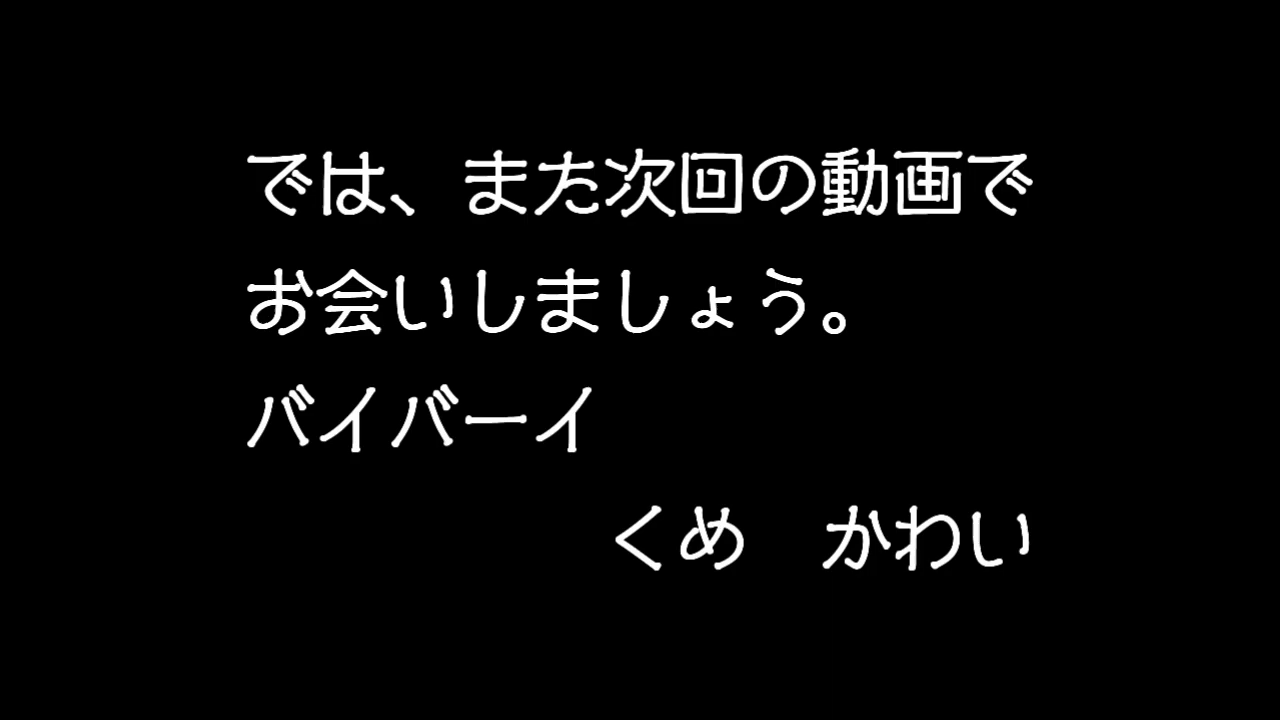 では、また次回の動画で
お会いしましょう。
バイバーイ
くめ　かわい